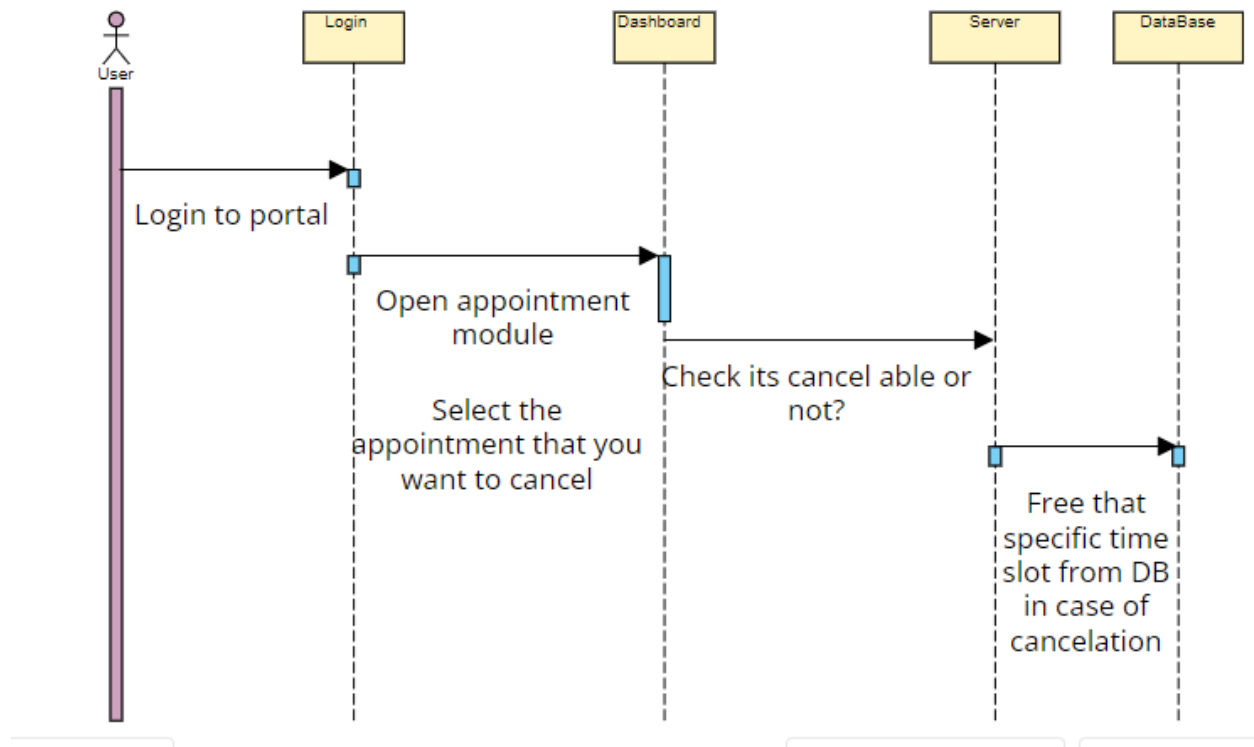 User
Login
Dashboard
Server
DataBase
Login to portal
Open appointment
module
Select the
appointment that you
want to cancel
Check its cancel able or
not?
Free that
specific time
slot from DB
in case of
cancelation